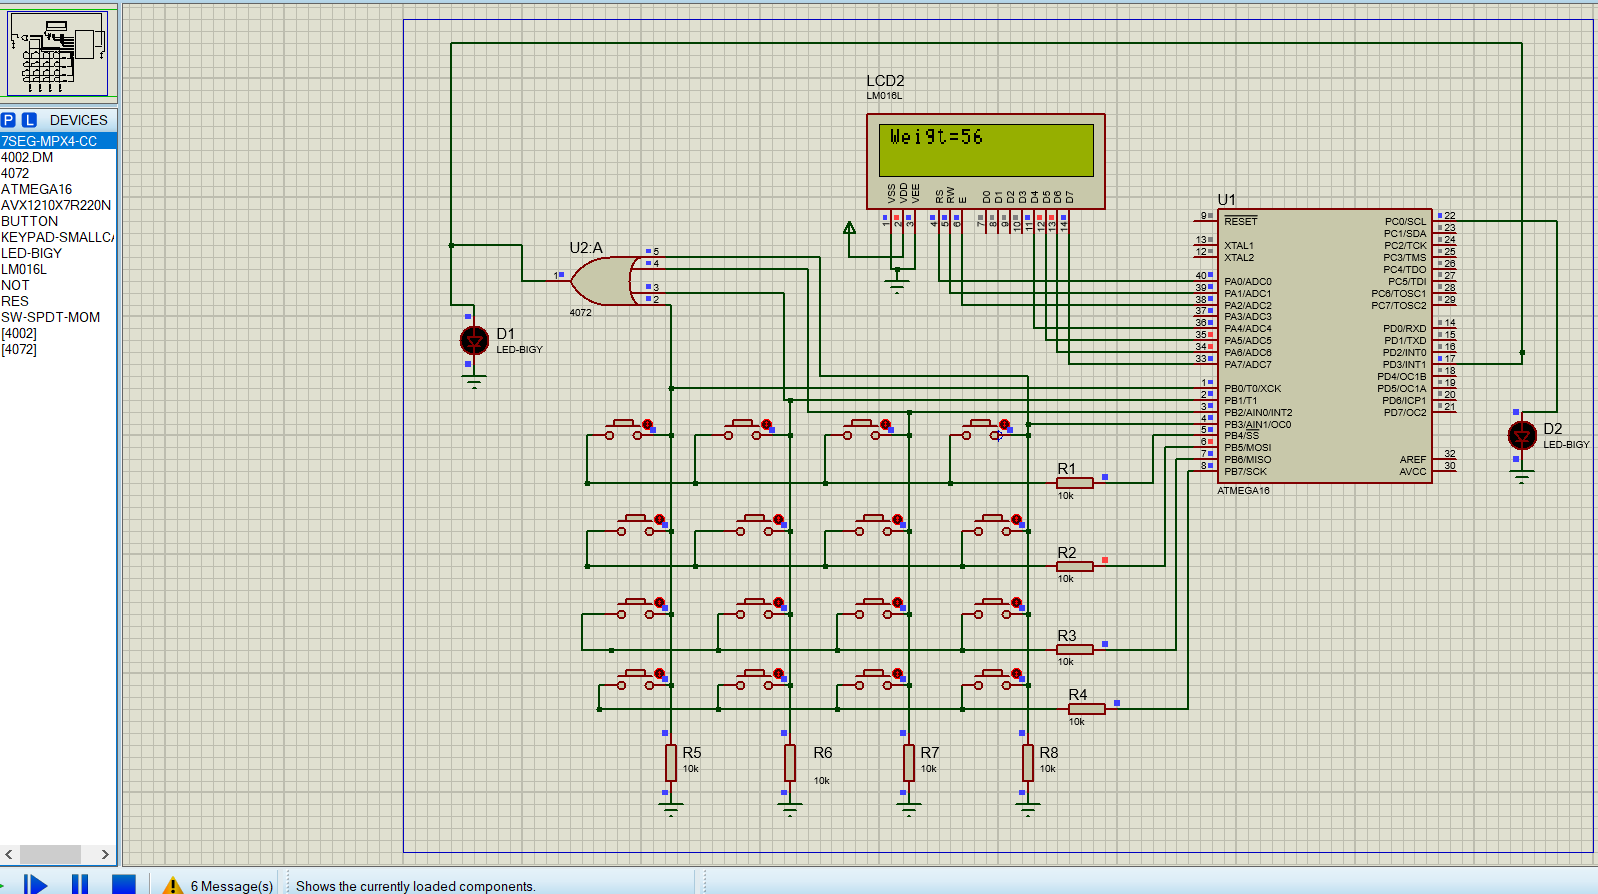 P L DEVICES
7SEG-MPX4-CC
4002.DM
4072
ATMEGA16
AVX1210X7R220N
BUTTON
KEYPAD-SMALLCA
LED-BIGY
LM016L
NOT
RES
SW-SPDT-MOM
[4002]
[4072]
LCD2
LM016L
Weigt=56
VSS
VDD
VEE
RS
RW
E
D0
D1
D2
D3
D4
D5
D6
D7
1
2
3
4
5
6
7
8
9
10
11
12
13
14
U2:A
1
5
4
3
2
4072
D1
LED-BIGY
U1
9 RESET
13 XTAL1
12 XTAL2
40 PA0/ADC0
39 PA1/ADC1
38 PA2/ADC2
37 PA3/ADC3
36 PA4/ADC4
35 PA5/ADC5
34 PA6/ADC6
33 PA7/ADC7
1 PB0/T0/XCK
2 PB1/T1
3 PB2/AIN0/INT2
4 PB3/AIN1/OC0
5 PB4/SS
6 PB5/MOSI
7 PB6/MISO
8 PB7/SCK
PC0/SCL 22
PC1/SDA 23
PC2/TCK 24
PC3/TMS 25
PC4/TDO 26
PC5/TDI 27
PC6/TOSC1 28
PC7/TOSC2 29
PD0/RXD 14
PD1/TXD 15
PD2/INT0 16
PD3/INT1 17
PD4/OC1B 18
PD5/OC1A 19
PD6/ICP1 20
PD7/OC2 21
AREF 32
AVCC 30
ATMEGA16
D2
LED-BIGY
R1
10k
R2
10k
R3
10k
R4
10k
R5
10k
R6
10k
R7
10k
R8
10k
6 Message(s)
Shows the currently loaded components.